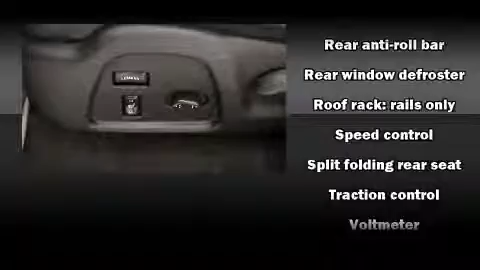 Rear anti-roll bar
Rear window defroster
Roof rack: rails only
Speed control
Split folding rear seat
Traction control
Voltmeter